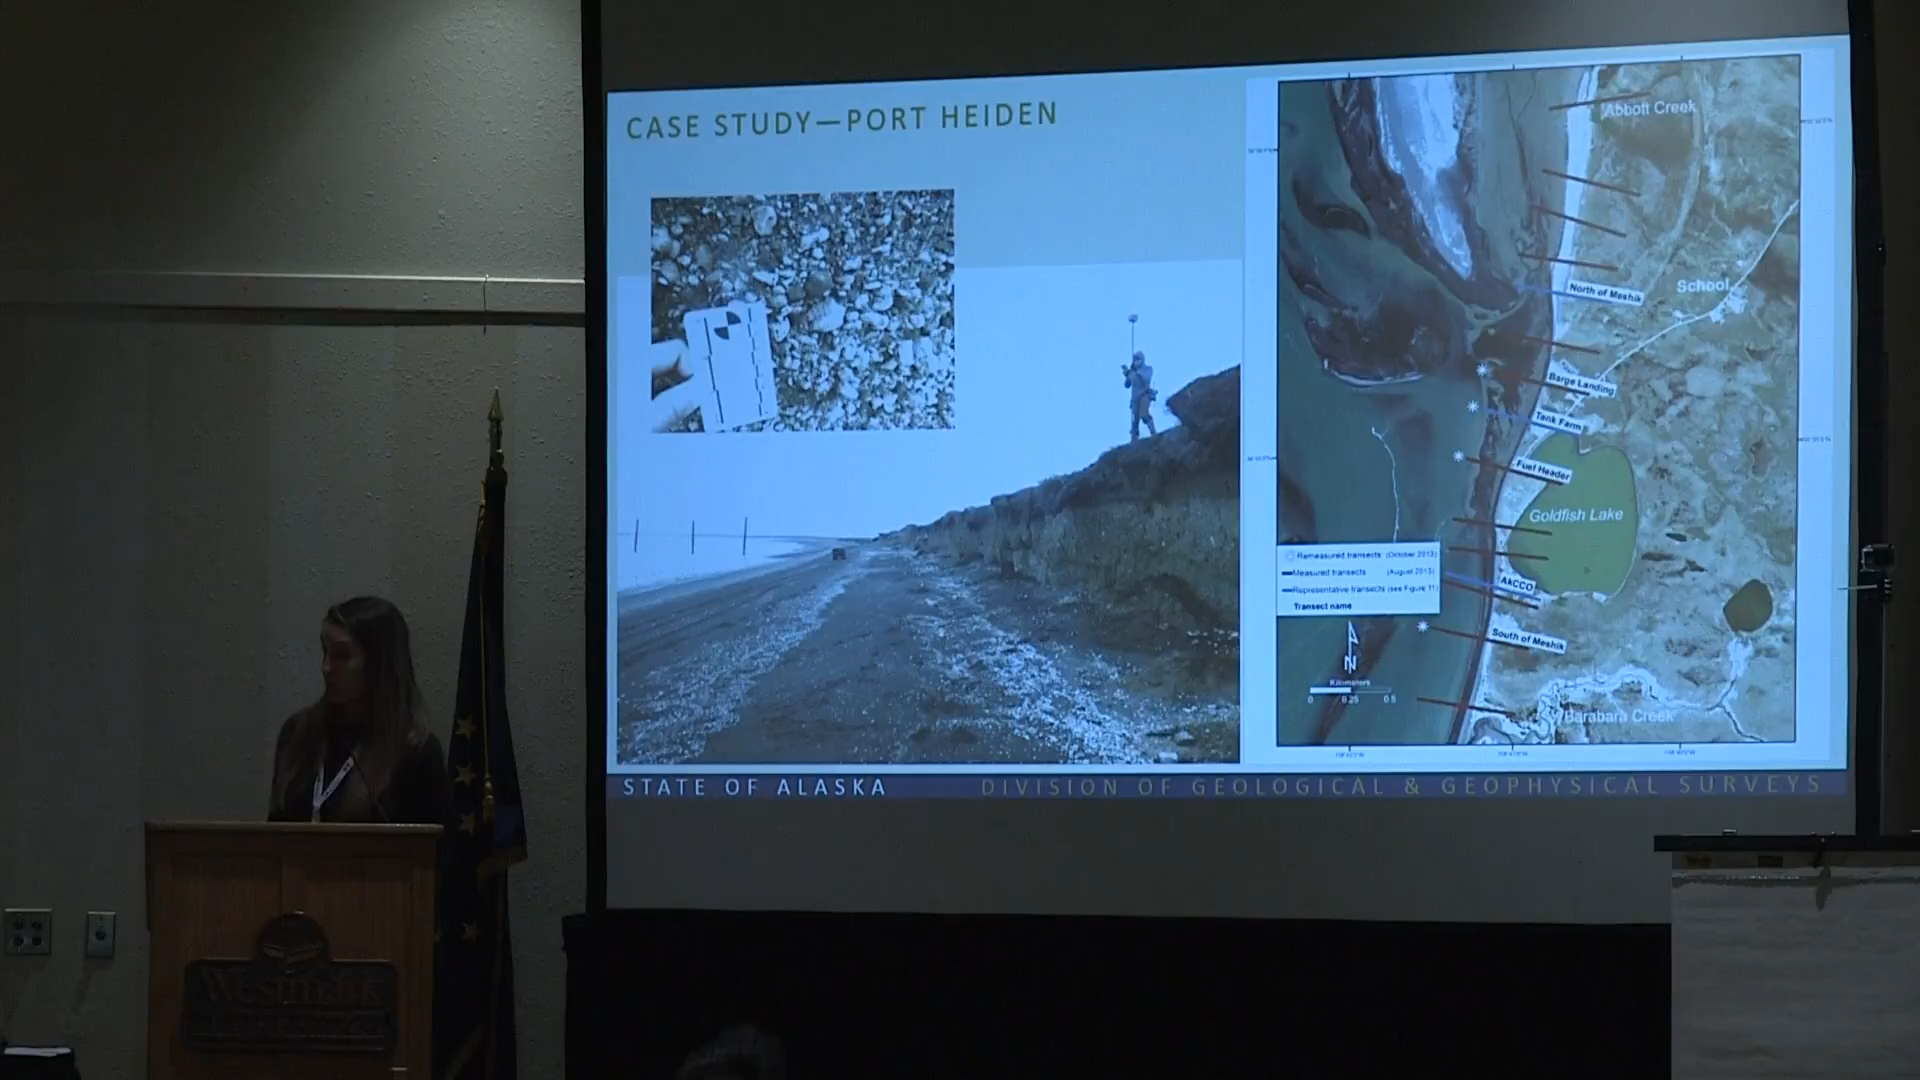 CASE STUDY—PORT HEIDEN
Abbott Creek
North of Meshik
School
Barge Landing
Tank Farm
Fuel Header
Goldfish Lake
Remeasured transects (October 2013)
Measured transects (August 2013)
Representative transects (see Figure 11)
Transect name
AkCCO
South of Meshik
N
Kilometers
0 0.25 0.5
Barabara Creek
STATE OF ALASKA DIVISION OF GEOLOGICAL & GEOPHYSICAL SURVEYS
Westmark